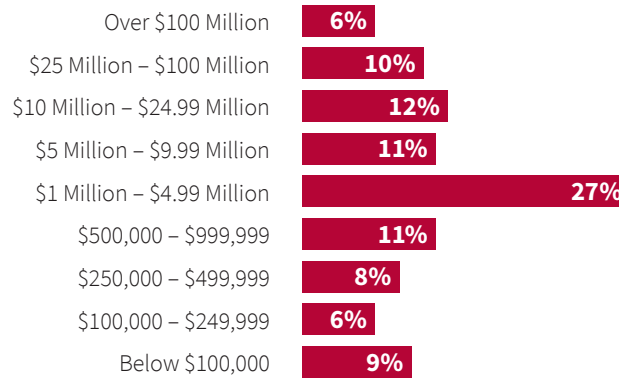 Over $100 Million 6%
$25 Million – $100 Million 10%
$10 Million – $24.99 Million 12%
$5 Million – $9.99 Million 11%
$1 Million – $4.99 Million 27%
$500,000 – $999,999 11%
$250,000 – $499,999 8%
$100,000 – $249,999 6%
Below $100,000 9%